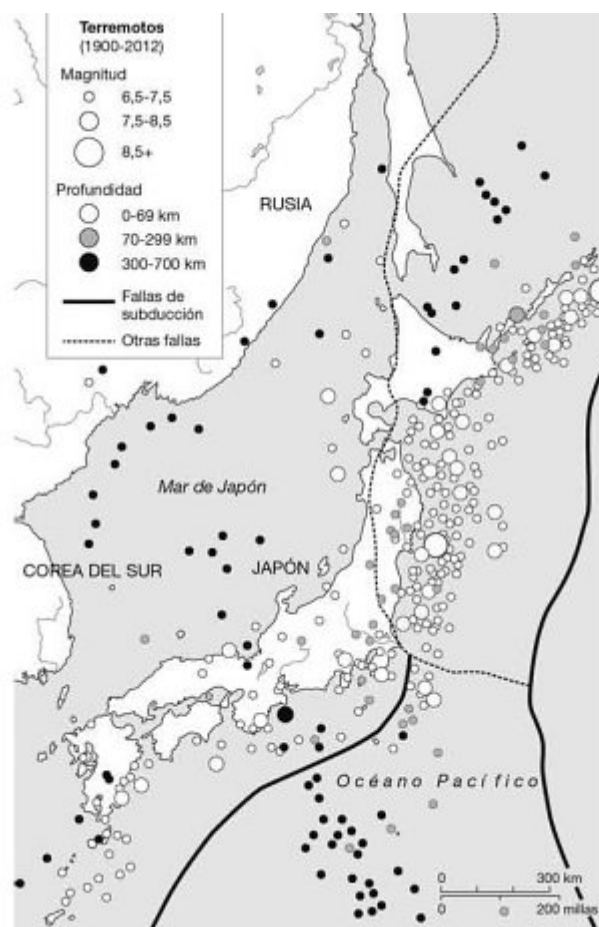 Terremotos
(1900-2012)
Magnitud
6,5-7,5
7,5-8,5
8,5+
Profundidad
0-69 km
70-299 km
300-700 km
Fallas de
subducción
Otras fallas
RUSIA
Mar de Japón
COREA DEL SUR
JAPÓN
Océano Pacífico
0 300 km
0 200 millas